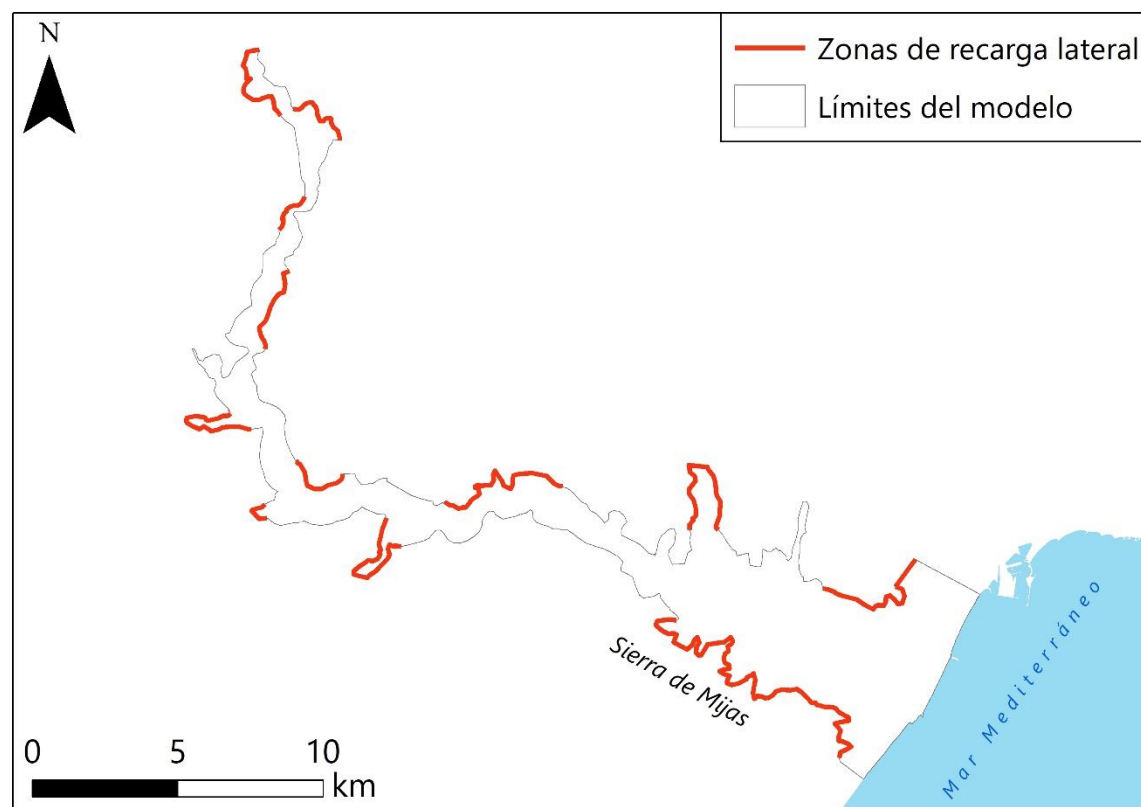 N
Zonas de recarga lateral
Límites del modelo
Sierra de Mijas
Mar Mediterráneo
0 5 10
km